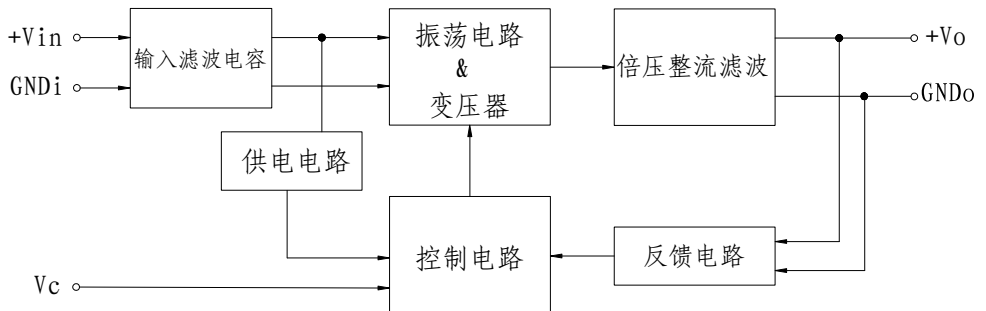 +Vin
GNDi
输入滤波电容
振荡电路
&
变压器
倍压整流滤波
+Vo
GNDo
供电电路
控制电路
反馈电路
Vc